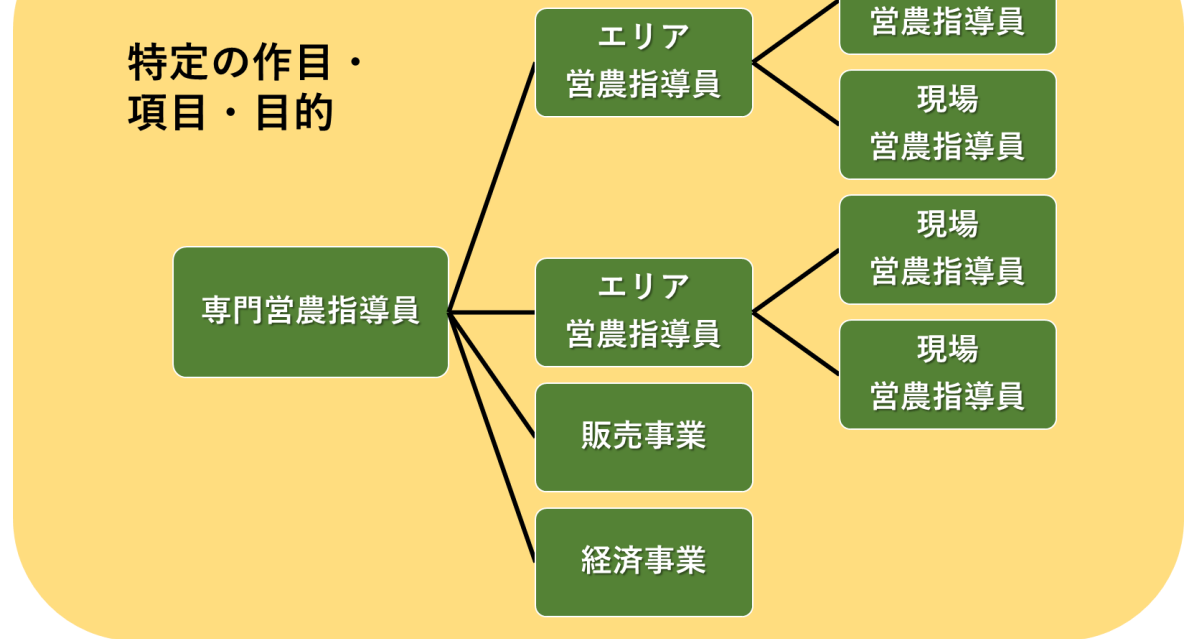 特定の作目・
項目・目的
専門営農指導員
エリア
営農指導員
エリア
営農指導員
販売事業
経済事業
営農指導員
現場
営農指導員
現場
営農指導員
現場
営農指導員